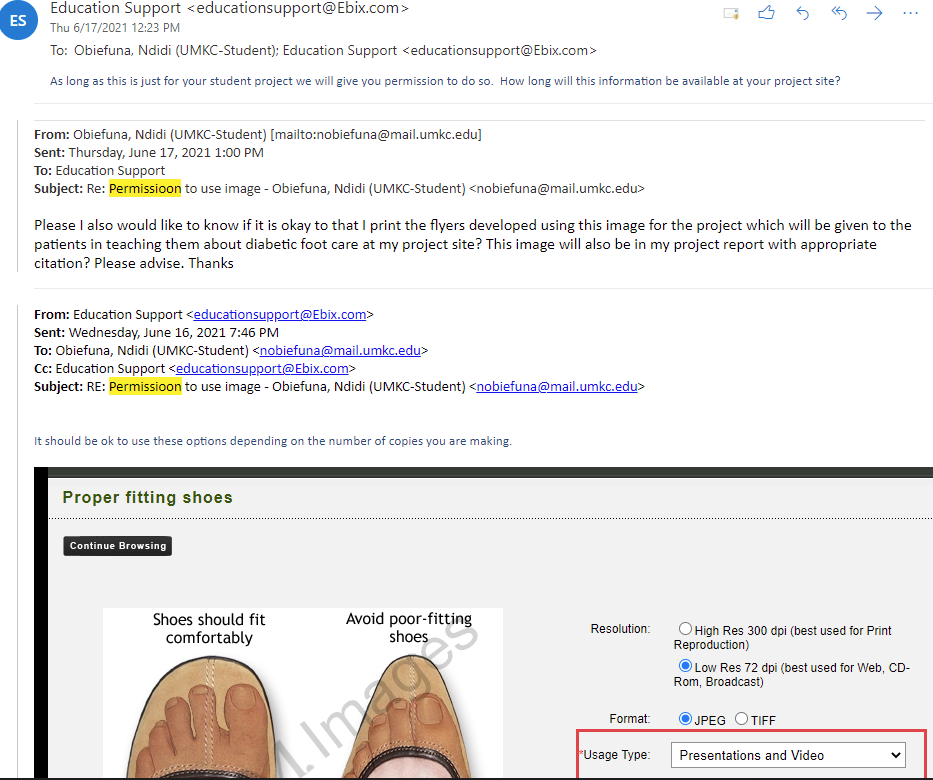 ES
Education Support <educationsupport@Ebix.com>
Thu 6/17/2021 12:23 PM
To: Obiefuna, Ndidi (UMKC-Student); Education Support <educationsupport@Ebix.com>
As long as this is just for your student project we will give you permission to do so. How long will this information be available at your project site?
From: Obiefuna, Ndidi (UMKC-Student) [mailto:nobiefuna@mail.umkc.edu]
Sent: Thursday, June 17, 2021 1:00 PM
To: Education Support
Subject: Re: Permissioon to use image - Obiefuna, Ndidi (UMKC-Student) <nobiefuna@mail.umkc.edu>
Please I also would like to know if it is okay to that I print the flyers developed using this image for the project which will be given to the
patients in teaching them about diabetic foot care at my project site? This image will also be in my project report with appropriate
citation? Please advise. Thanks
From: Education Support <educationsupport@Ebix.com>
Sent: Wednesday, June 16, 2021 7:46 PM
To: Obiefuna, Ndidi (UMKC-Student) <nobiefuna@mail.umkc.edu>
Cc: Education Support <educationsupport@Ebix.com>
Subject: RE: Permissioon to use image - Obiefuna, Ndidi (UMKC-Student) <nobiefuna@mail.umkc.edu>
It should be ok to use these options depending on the number of copies you are making.
Proper fitting shoes
Continue Browsing
Shoes should fit
comfortably
Avoid poor-fitting
shoes
M.Images
Resolution:
High Res 300 dpi (best used for Print
Reproduction)
Low Res 72 dpi (best used for Web, CD-
Rom, Broadcast)
Format:
JPEG TIFF
*Usage Type:
Presentations and Video